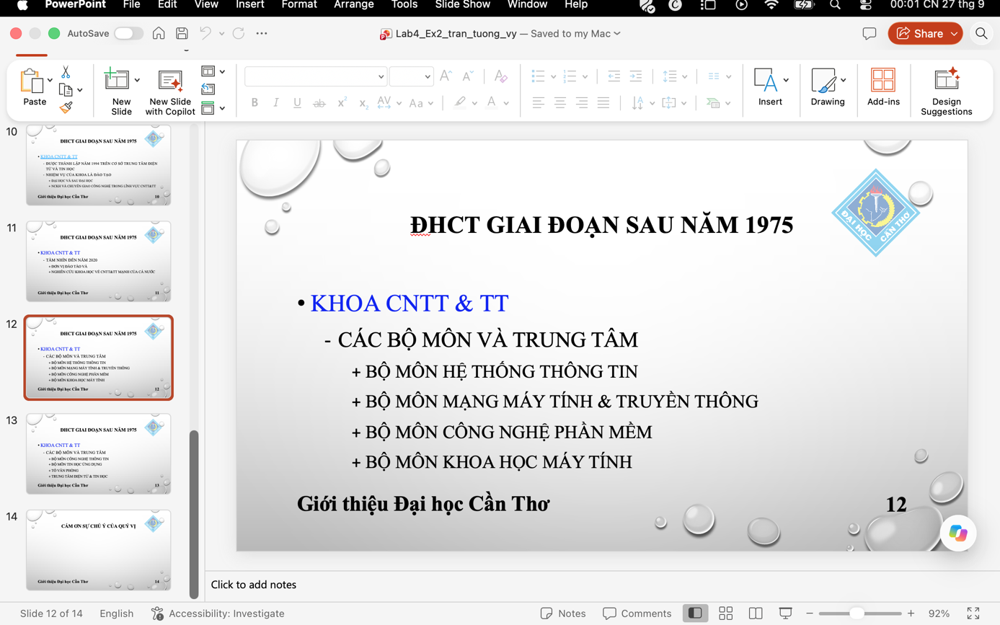 PowerPoint File Edit View Insert Format Arrange Tools Slide Show Window Help 00:01 CN 27 thg 9
AutoSave Lab4_Ex2_tran_tuong_vy — Saved to my Mac Share
Paste
New Slide
New Slide with Copilot
B I U ab x² x₂ AV Aa A
Insert
Drawing
Add-ins
Design Suggestions
10
ĐHCT GIAI ĐOẠN SAU NĂM 1975
• KHOA CNTT & TT
- ĐƯỢC THÀNH LẬP NĂM 1994 TRÊN CƠ SỞ TRUNG TÂM ĐIỆN
TỬ VÀ TIN HỌC
- NHIỆM VỤ CỦA KHOA LÀ ĐÀO TẠO
+ ĐẠI HỌC VÀ SAU ĐẠI HỌC
+ NCKH VÀ CHUYỂN GIAO CÔNG NGHỆ TRONG LĨNH VỰC CNTT&TT
Giới thiệu Đại học Cần Thơ 10
11
ĐHCT GIAI ĐOẠN SAU NĂM 1975
• KHOA CNTT & TT
- TẦM NHÌN ĐẾN NĂM 2020
+ ĐƠN VỊ ĐÀO TẠO VÀ
+ NGHIÊN CỨU KHOA HỌC VỀ CNTT&TT MẠNH CỦA CẢ NƯỚC
Giới thiệu Đại học Cần Thơ 11
12
ĐHCT GIAI ĐOẠN SAU NĂM 1975
• KHOA CNTT & TT
- CÁC BỘ MÔN VÀ TRUNG TÂM
+ BỘ MÔN HỆ THỐNG THÔNG TIN
+ BỘ MÔN MẠNG MÁY TÍNH & TRUYỀN THÔNG
+ BỘ MÔN CÔNG NGHỆ PHẦN MỀM
+ BỘ MÔN KHOA HỌC MÁY TÍNH
Giới thiệu Đại học Cần Thơ 12
13
ĐHCT GIAI ĐOẠN SAU NĂM 1975
• KHOA CNTT & TT
- CÁC BỘ MÔN VÀ TRUNG TÂM
+ BỘ MÔN CÔNG NGHỆ THÔNG TIN
+ BỘ MÔN TIN HỌC ỨNG DỤNG
+ TỔ VĂN PHÒNG
+ TRUNG TÂM ĐIỆN TỬ & TIN HỌC
Giới thiệu Đại học Cần Thơ 13
14
CÁM ƠN SỰ CHÚ Ý CỦA QUÝ VỊ
Giới thiệu Đại học Cần Thơ 14
ĐHCT GIAI ĐOẠN SAU NĂM 1975
ĐẠI HỌC CẦN THƠ
• KHOA CNTT & TT
- CÁC BỘ MÔN VÀ TRUNG TÂM
+ BỘ MÔN HỆ THỐNG THÔNG TIN
+ BỘ MÔN MẠNG MÁY TÍNH & TRUYỀN THÔNG
+ BỘ MÔN CÔNG NGHỆ PHẦN MỀM
+ BỘ MÔN KHOA HỌC MÁY TÍNH
Giới thiệu Đại học Cần Thơ 12
Click to add notes
Slide 12 of 14 English Accessibility: Investigate Notes Comments 92%